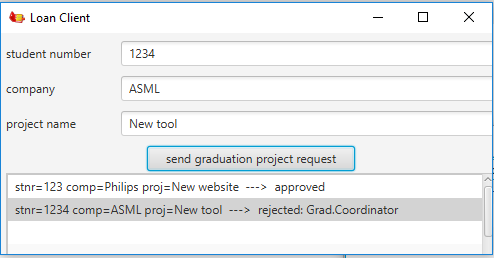 Loan Client
student number 1234
company ASML
project name New tool
send graduation project request
stnr=123 comp=Philips proj=New website ---> approved
stnr=1234 comp=ASML proj=New tool ---> rejected: Grad.Coordinator